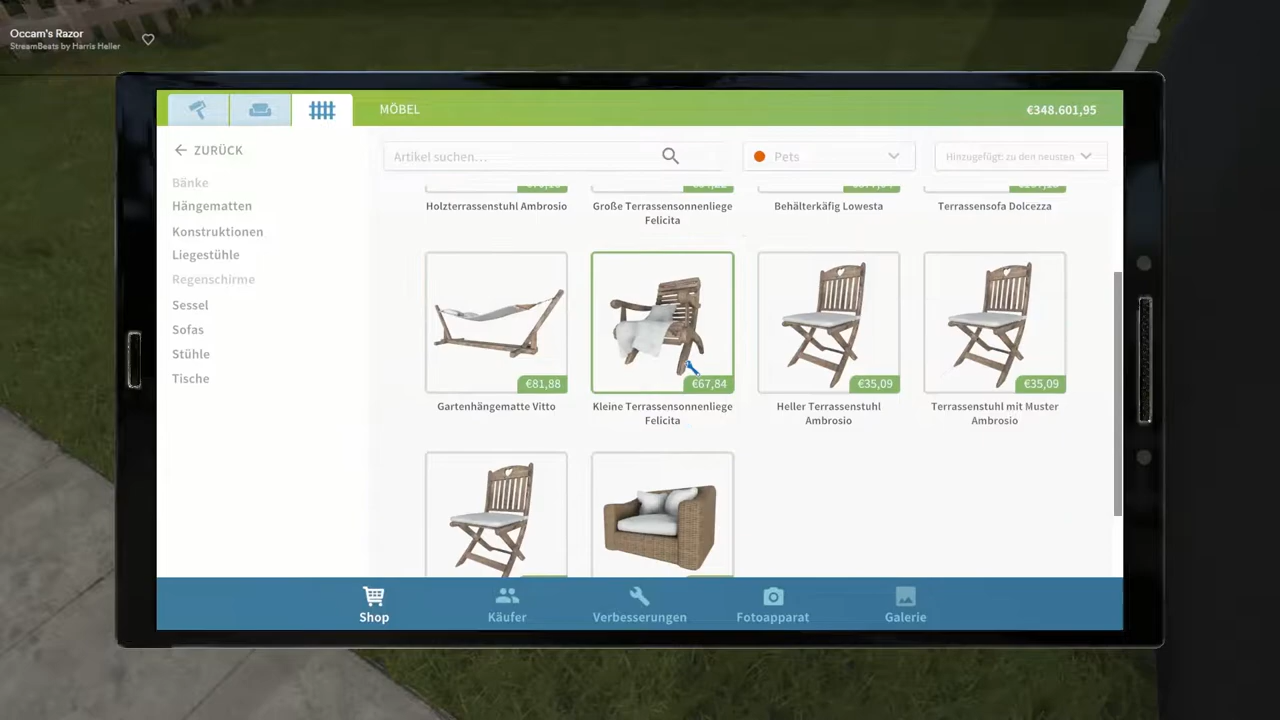 Occam's Razor
StreamBeats by Harris Heller
MÖBEL
€348.601,95
ZURÜCK
Artikel suchen...
Pets
Hinzugefügt: zu den neusten
Bänke
Hängematten
Konstruktionen
Liegestühle
Regenschirme
Sessel
Sofas
Stühle
Tische
Holzterrassenstuhl Ambrosio
Große Terrassensonnenliege
Felicita
Behälterkäfig Lowesta
Terrassensofa Dolcezza
€81,88
€67,84
€35,09
€35,09
Gartenhängematte Vitto
Kleine Terrassensonnenliege
Felicita
Heller Terrassenstuhl
Ambrosio
Terrassenstuhl mit Muster
Ambrosio
Shop
Käufer
Verbesserungen
Fotoapparat
Galerie